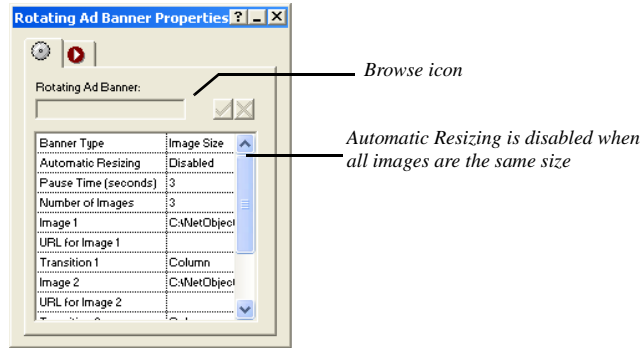 Rotating Ad Banner Properties ? _ X
Browse icon
Rotating Ad Banner:
Automatic Resizing is disabled when
all images are the same size
Banner Type Image Size
Automatic Resizing Disabled
Pause Time (seconds) 3
Number of Images 3
Image 1 C:\NetObject
URL for Image 1
Transition 1 Column
Image 2 C:\NetObject
URL for Image 2